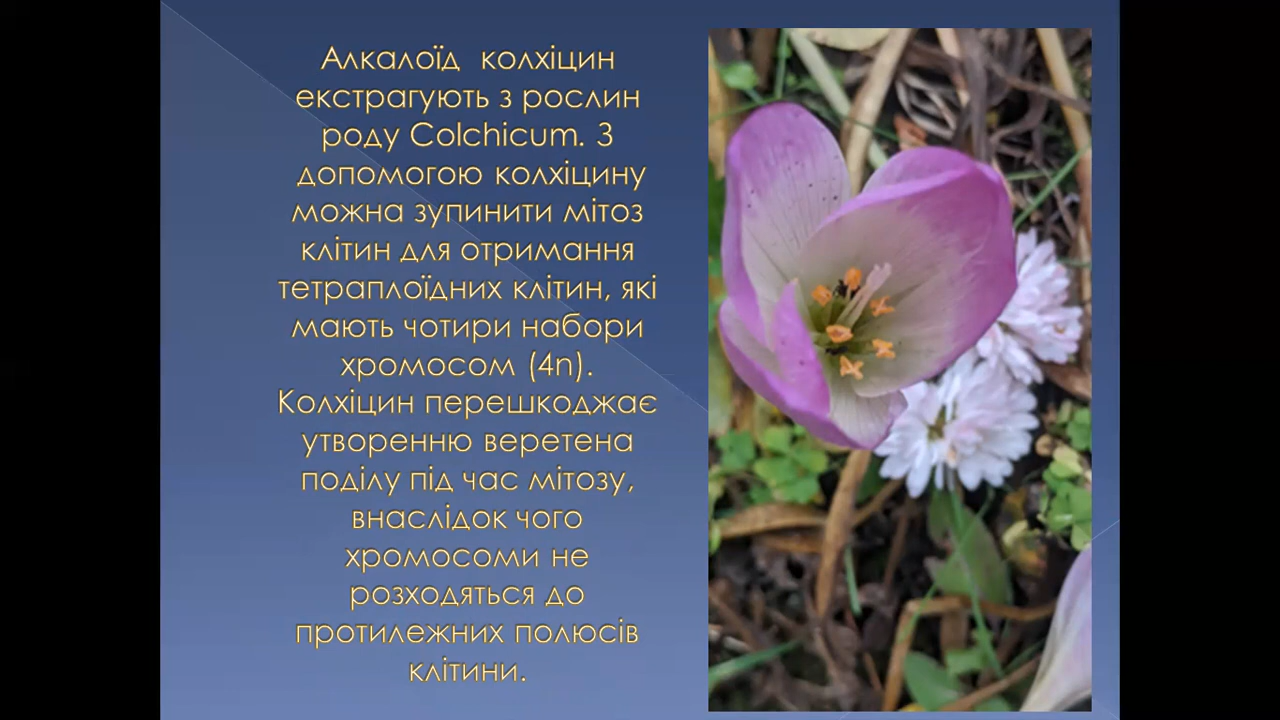 Алкалоїд колхіцин
екстрагують з рослин
роду Colchicum. З
допомогою колхіцину
можна зупинити мітоз
клітин для отримання
тетраплоїдних клітин, які
мають чотири набори
хромосом (4n).
Колхіцин перешкоджає
утворенню веретена
поділу під час мітозу,
внаслідок чого
хромосоми не
розходяться до
протилежних полюсів
клітини.